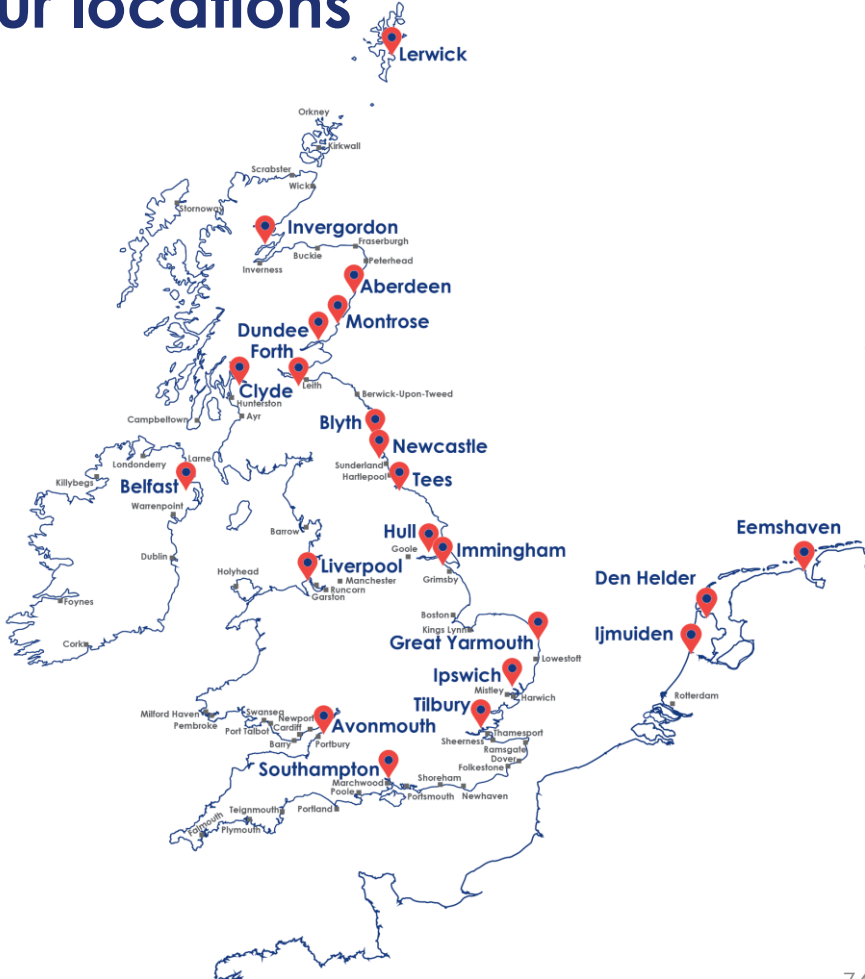 ur locations
Lerwick
Orkney
Kirkwall
Scrabster
Wick
Stornoway
Invergordon
Fraserburgh
Buckie
Peterhead
Inverness
Aberdeen
Montrose
Dundee
Forth
Leith
Clyde
Berwick-Upon-Tweed
Hunterston
Campbeltown
Ayr
Blyth
Newcastle
Larne
Londonderry
Sunderland
Hartlepool
Tees
Killybegs
Belfast
Warrenpoint
Barrow
Hull
Eemshaven
Goole
Immingham
Dublin
Liverpool
Holyhead
Manchester
Grimsby
Den Helder
Runcorn
Garston
Foynes
Boston
Kings Lynn
Ijmuiden
Great Yarmouth
Cork
Lowestoft
Ipswich
Mistley
Harwich
Rotterdam
Tilbury
Milford Haven
Pembroke
Swansea
Newport
Cardiff
Port Talbot
Avonmouth
Barry
Portbury
Thamesport
Sheerness
Ramsgate
Dover
Folkestone
Southampton
Shoreham
Marchwood
Poole
Portsmouth
Newhaven
Teignmouth
Portland
Falmouth
Plymouth